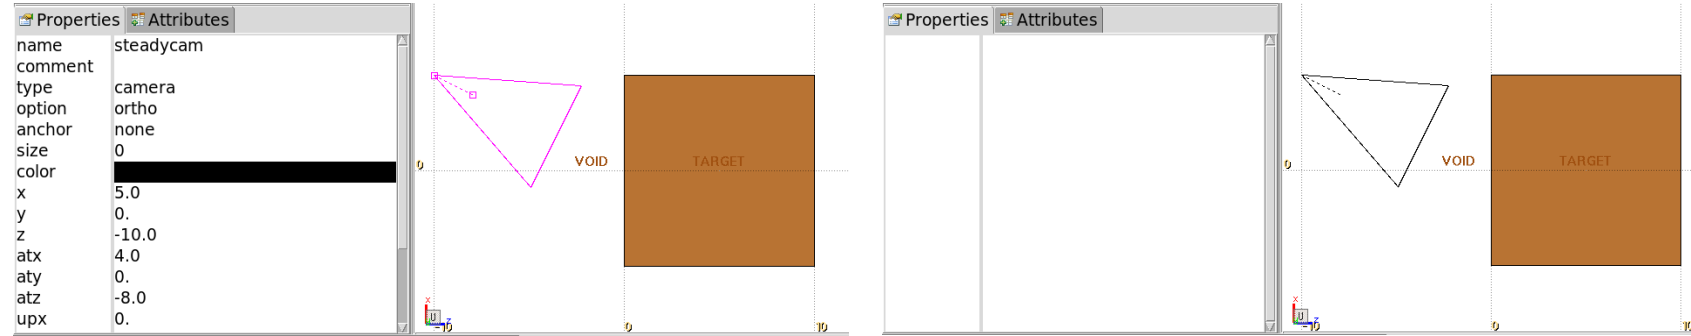 Properties Attributes
name steadycam
comment
type camera
option ortho
anchor none
size 0
color
x 5.0
y 0.
z -10.0
atx 4.0
aty 0.
atz -8.0
upx 0.
0
VOID TARGET
x
U z
-10 0 10
Properties Attributes
0
VOID TARGET
x
U z
-10 0